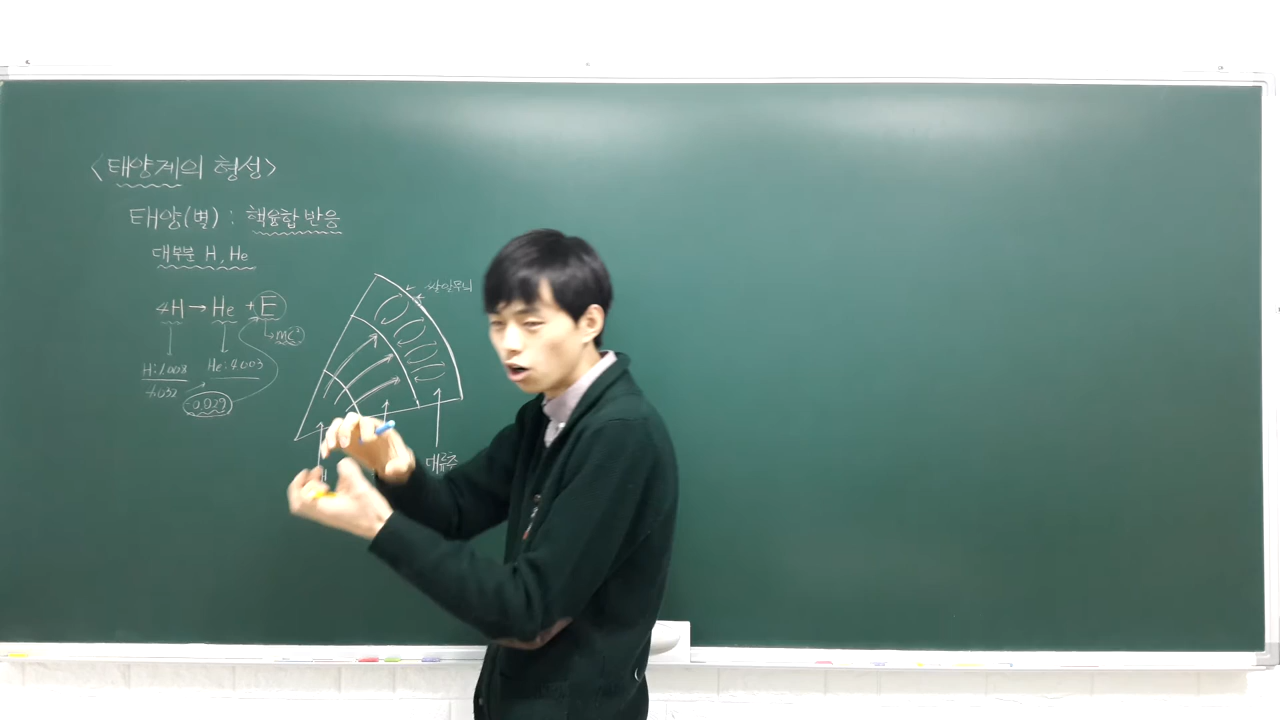 <태양계의 형성>
태양(별) : 핵융합 반응
대부분 H, He
4H → He + E
mc²
H:1.008
He:4.003
4.032
-0.029
쌀알무늬
대류층